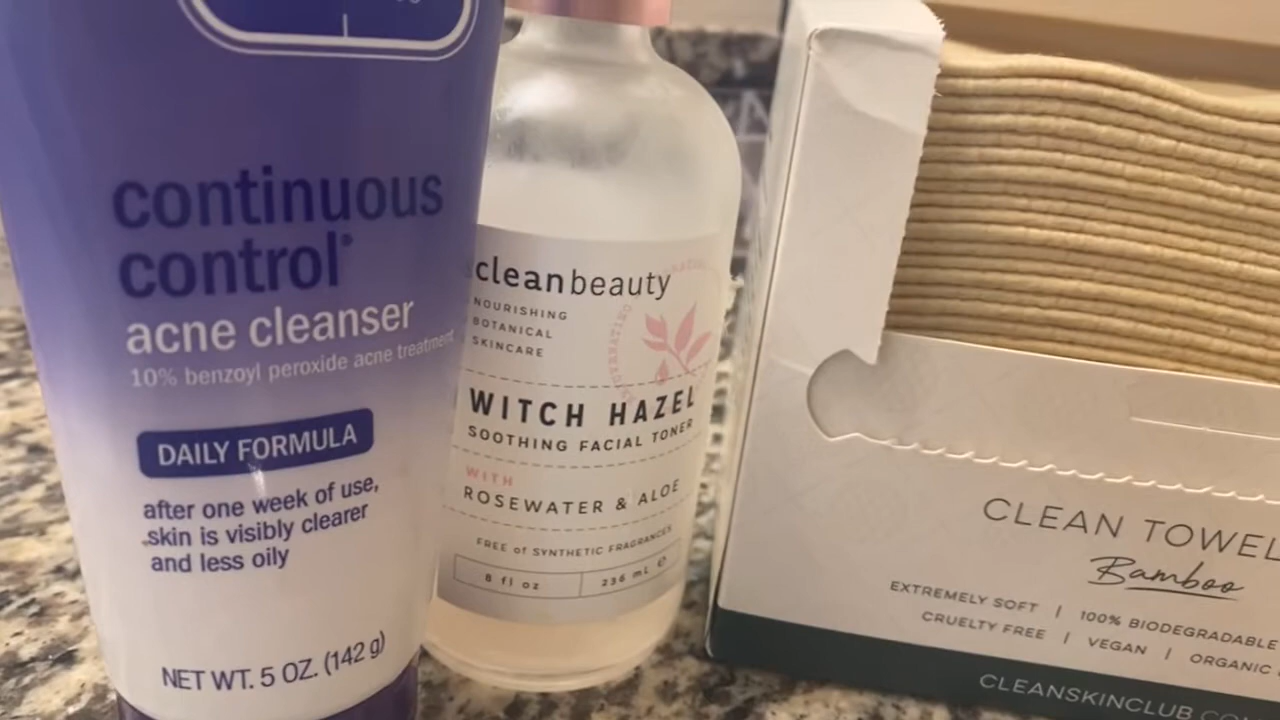 continuous
control®
acne cleanser
10% benzoyl peroxide acne treatment
DAILY FORMULA
after one week of use,
skin is visibly clearer
and less oily
NET WT. 5 OZ. (142 g)
cleanbeauty
NOURISHING
BOTANICAL
SKINCARE
WITCH HAZEL
SOOTHING FACIAL TONER
WITH
ROSEWATER & ALOE
FREE of SYNTHETIC FRAGRANCES
8 fl oz
236 mL e
CLEAN TOWEL
Bamboo
EXTREMELY SOFT | 100% BIODEGRADABLE
CRUELTY FREE | VEGAN | ORGANIC
CLEANSKINCLUB.CO